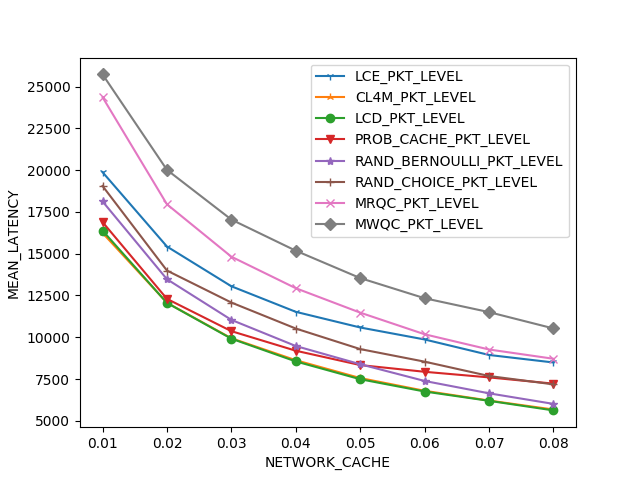 25000
22500
20000
17500
15000
12500
10000
7500
5000
MEAN_LATENCY
LCE_PKT_LEVEL
CL4M_PKT_LEVEL
LCD_PKT_LEVEL
PROB_CACHE_PKT_LEVEL
RAND_BERNOULLI_PKT_LEVEL
RAND_CHOICE_PKT_LEVEL
MRQC_PKT_LEVEL
MWQC_PKT_LEVEL
0.01 0.02 0.03 0.04 0.05 0.06 0.07 0.08
NETWORK_CACHE